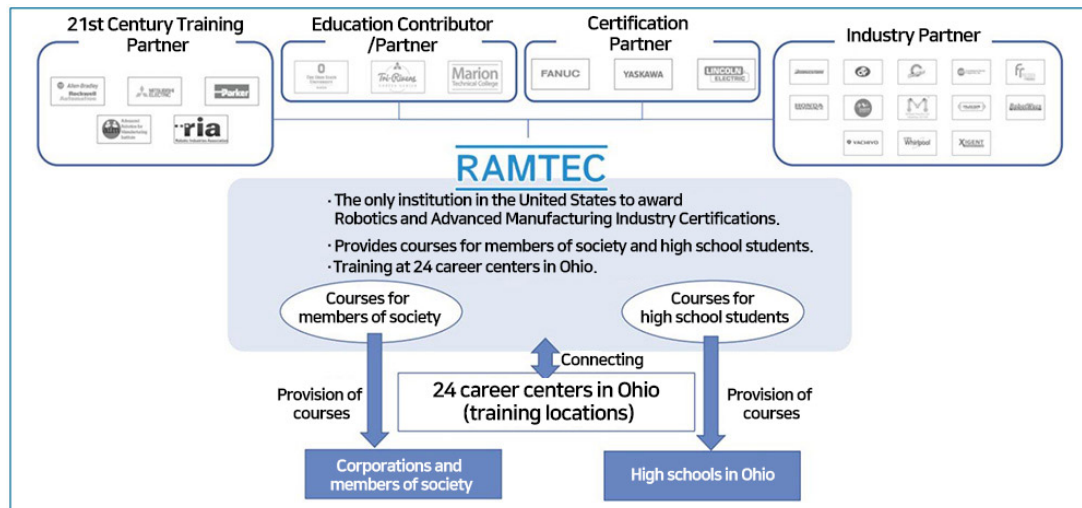 21st Century Training
Partner
Education Contributor
/Partner
Certification
Partner
Industry Partner
Allen-Bradley
Rockwell
Automation
MITSUBISHI
ELECTRIC
Parker
ria
Robotic Industries Association
Tri-Rivers
Marion
Technical College
FANUC
YASKAWA
LINCOLN
ELECTRIC
HONDA
Whirlpool
RAMTEC
· The only institution in the United States to award
Robotics and Advanced Manufacturing Industry Certifications.
· Provides courses for members of society and high school students.
· Training at 24 career centers in Ohio.
Courses for
members of society
Courses for
high school students
Connecting
Provision of
courses
24 career centers in Ohio
(training locations)
Provision of
courses
Corporations and
members of society
High schools in Ohio